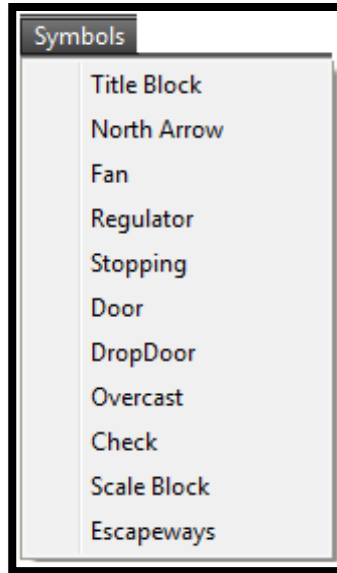 Symbols
Title Block
North Arrow
Fan
Regulator
Stopping
Door
DropDoor
Overcast
Check
Scale Block
Escapeways